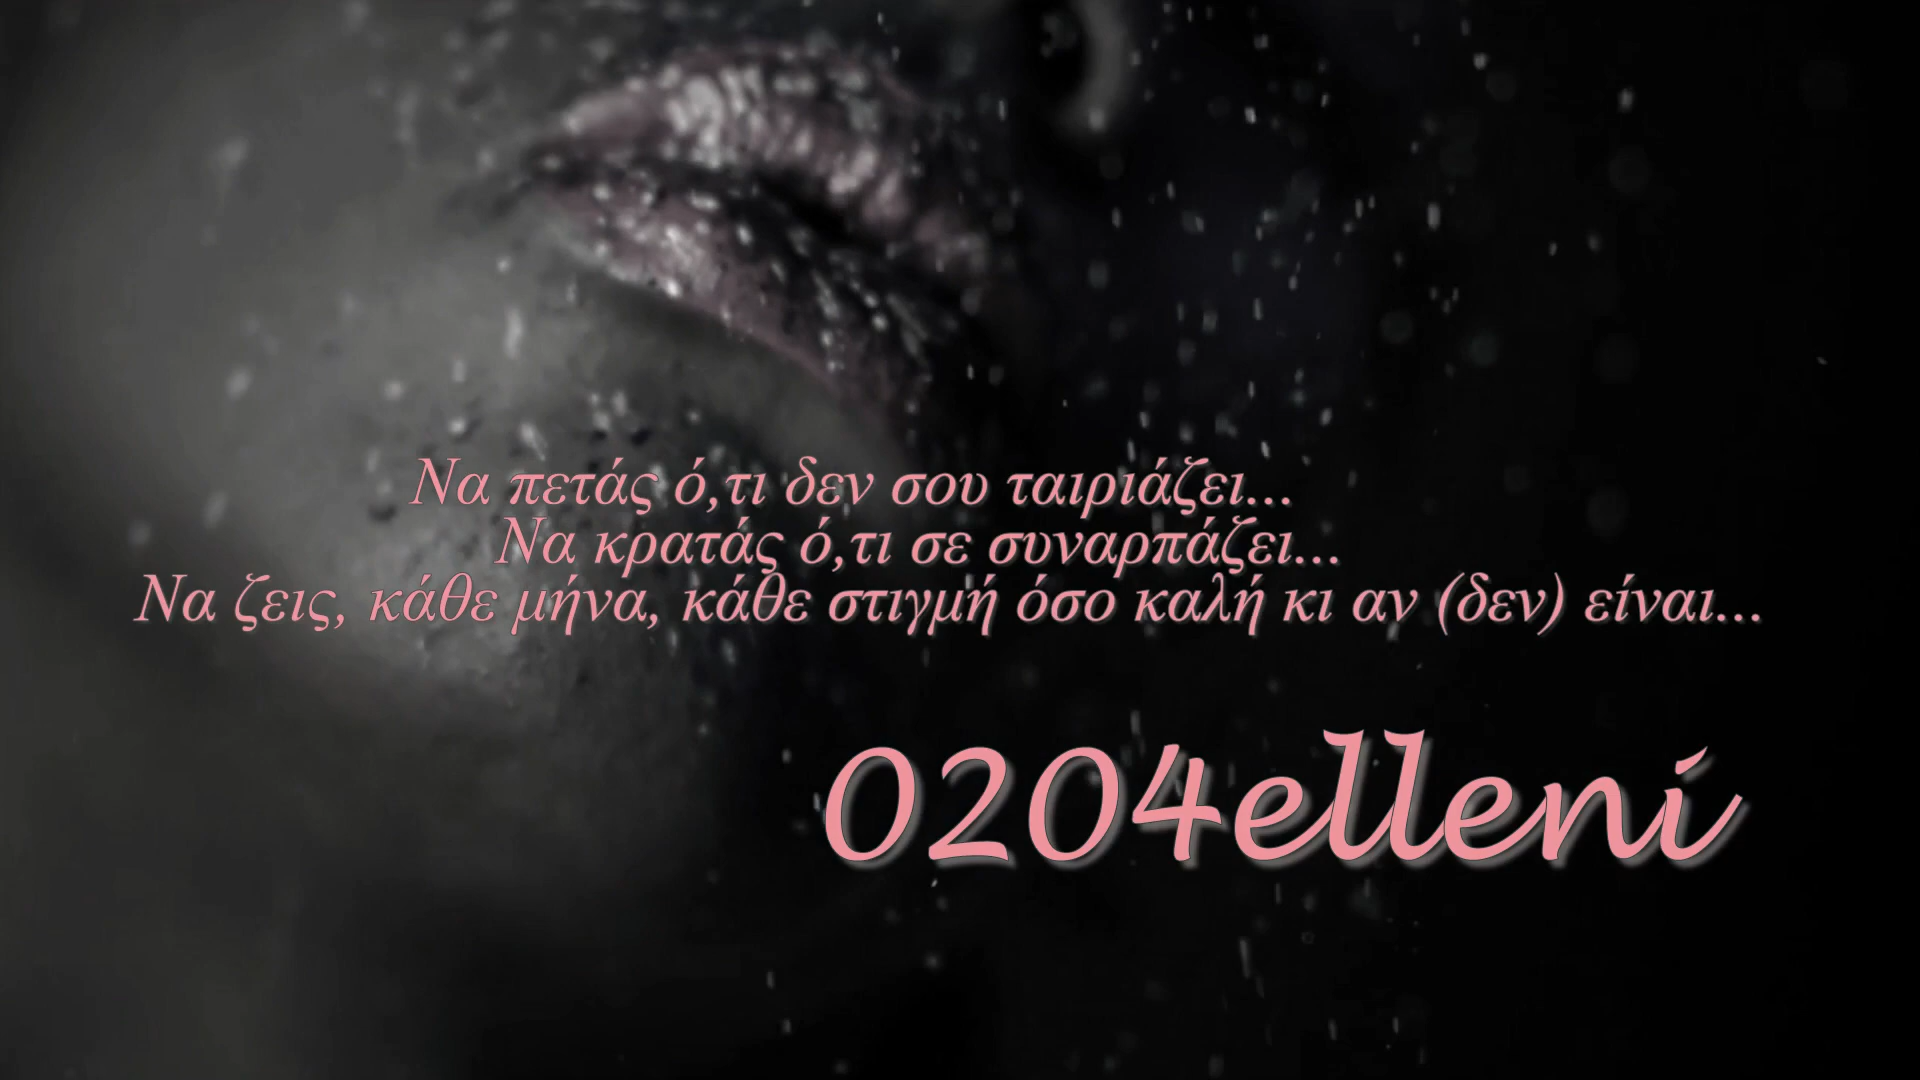 Να πετάς ό,τι δεν σου ταιριάζει...
Να κρατάς ό,τι σε συναρπάζει...
Να ζεις, κάθε μήνα, κάθε στιγμή όσο καλή κι αν (δεν) είναι...
0204elleni